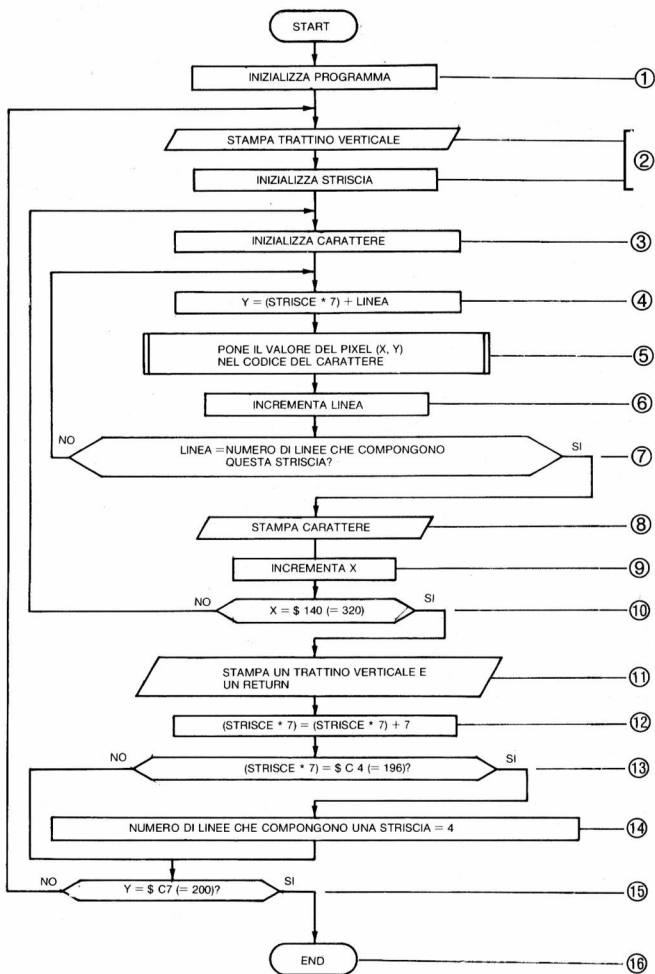 START
INIZIALIZZA PROGRAMMA
①
STAMPA TRATTINO VERTICALE
②
INIZIALIZZA STRISCIA
INIZIALIZZA CARATTERE
③
Y = (STRISCE * 7) + LINEA
④
PONE IL VALORE DEL PIXEL (X, Y)
NEL CODICE DEL CARATTERE
⑤
INCREMENTA LINEA
⑥
NO
LINEA = NUMERO DI LINEE CHE COMPONGONO
QUESTA STRISCIA?
SI
⑦
STAMPA CARATTERE
⑧
INCREMENTA X
⑨
NO
X = $ 140 (= 320)
SI
⑩
STAMPA UN TRATTINO VERTICALE E
UN RETURN
⑪
(STRISCE * 7) = (STRISCE * 7) + 7
⑫
NO
(STRISCE * 7) = $ C 4 (= 196)?
SI
⑬
NUMERO DI LINEE CHE COMPONGONO UNA STRISCIA = 4
⑭
NO
Y = $ C7 (= 200)?
SI
⑮
END
⑯